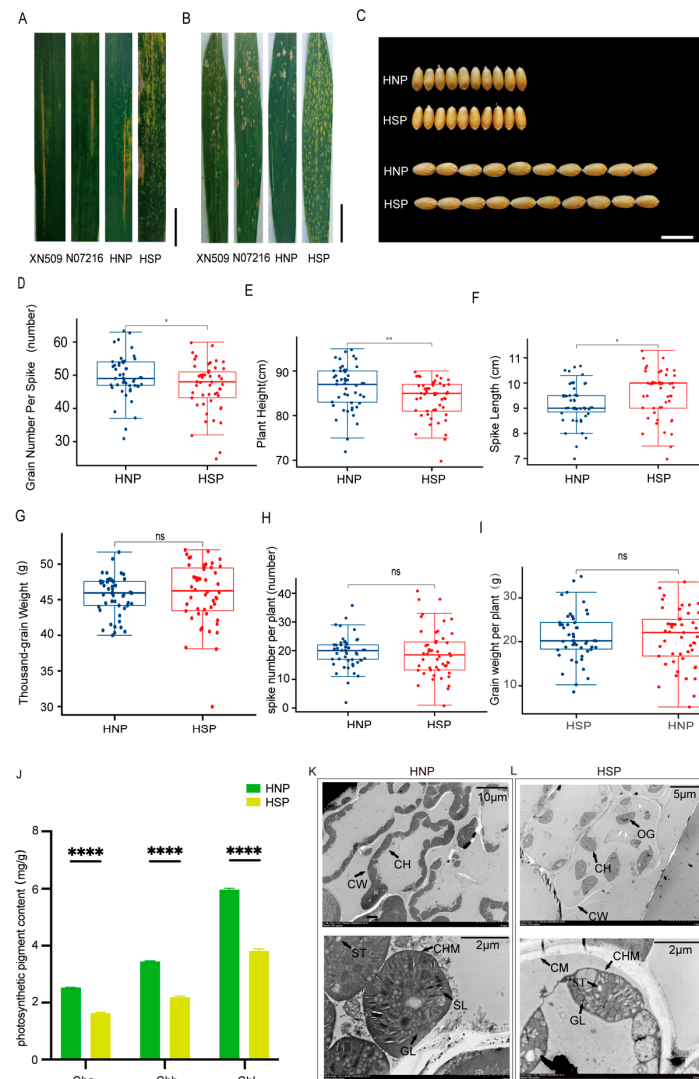 A
B
C
XN509 N07216 HNP HSP
XN509 N07216 HNP HSP
HNP
HSP
HNP
HSP
D
Grain Number Per Spike (number)
60
50
40
30
*
HNP HSP
E
Plant Height(cm)
90
80
70
**
HNP HSP
F
Spike Length (cm)
11
10
9
8
7
*
HNP HSP
G
Thousand-grain Weight (g)
50
45
40
35
30
ns
HNP HSP
H
spike number per plant (number)
40
30
20
10
0
ns
HNP HSP
I
Grain weight per plant (g)
30
20
10
ns
HSP HNP
J
HNP
HSP
photosynthetic pigment content (mg/g)
8
6
4
2
0
**** **** ****
K HNP
10μm
CH
CW
ST
CHM
2μm
SL
GL
L HSP
5μm
OG
CH
CW
CM
CHM
2μm
ST
GL